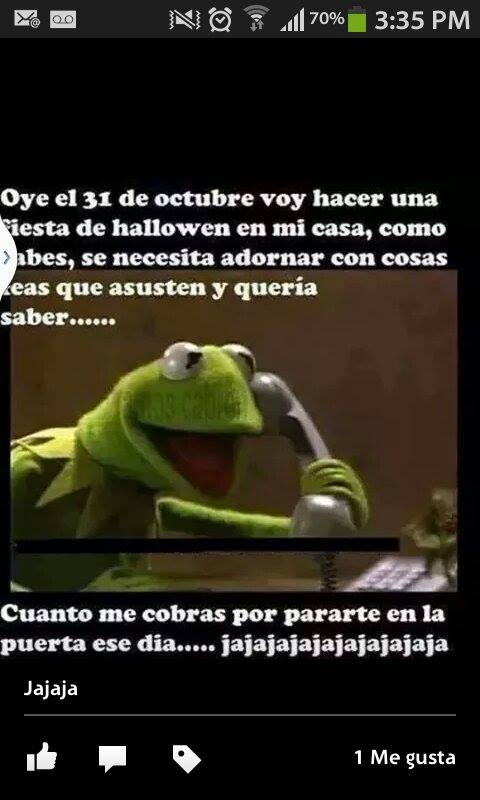 70% 3:35 PM
Oye el 31 de octubre voy hacer una
fiesta de hallowen en mi casa, como
abes, se necesita adornar con cosas
eas que asusten y quería
saber......
Cuanto me cobras por pararte en la
puerta ese dia..... jajajajajajajajajaja
Jajaja
1 Me gusta